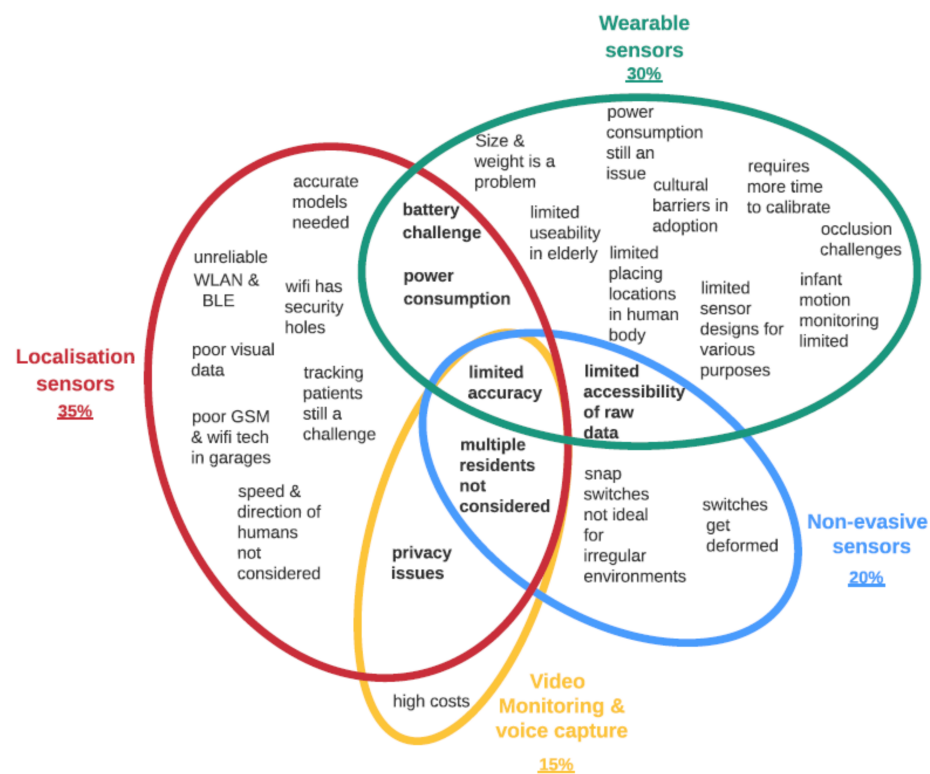 Wearable
sensors
30%
power
consumption
still an
issue
Size &
weight is a
problem
requires
more time
to calibrate
accurate
models
needed
cultural
barriers in
adoption
battery
challenge
limited
useability
in elderly
occlusion
challenges
unreliable
WLAN &
BLE
limited
placing
locations
in human
body
power
consumption
wifi has
security
holes
limited
sensor
designs for
various
purposes
infant
motion
monitoring
limited
Localisation
sensors
35%
poor visual
data
tracking
patients
still a
challenge
limited
accuracy
limited
accessibility
of raw
data
poor GSM
& wifi tech
in garages
multiple
residents
not
considered
snap
switches
not ideal
for
irregular
environments
switches
get
deformed
speed &
direction of
humans
not
considered
Non-evasive
sensors
20%
privacy
issues
high costs
Video
Monitoring &
voice capture
15%